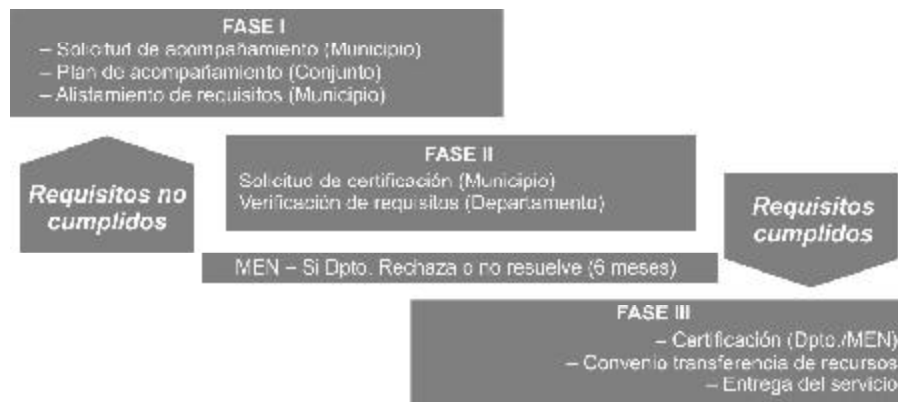 FASE I
– Solicitud de acompañamiento (Municipio)
– Plan de acompañamiento (Conjunto)
– Alistamiento de requisitos (Municipio)
FASE II
Solicitud de certificación (Municipio)
Verificación de requisitos (Departamento)
Requisitos no
cumplidos
Requisitos
cumplidos
MEN – Si Dpto. Rechaza o no resuelve (6 meses)
FASE III
– Certificación (Dpto./MEN)
– Convenio transferencia de recursos
– Entrega del servicio